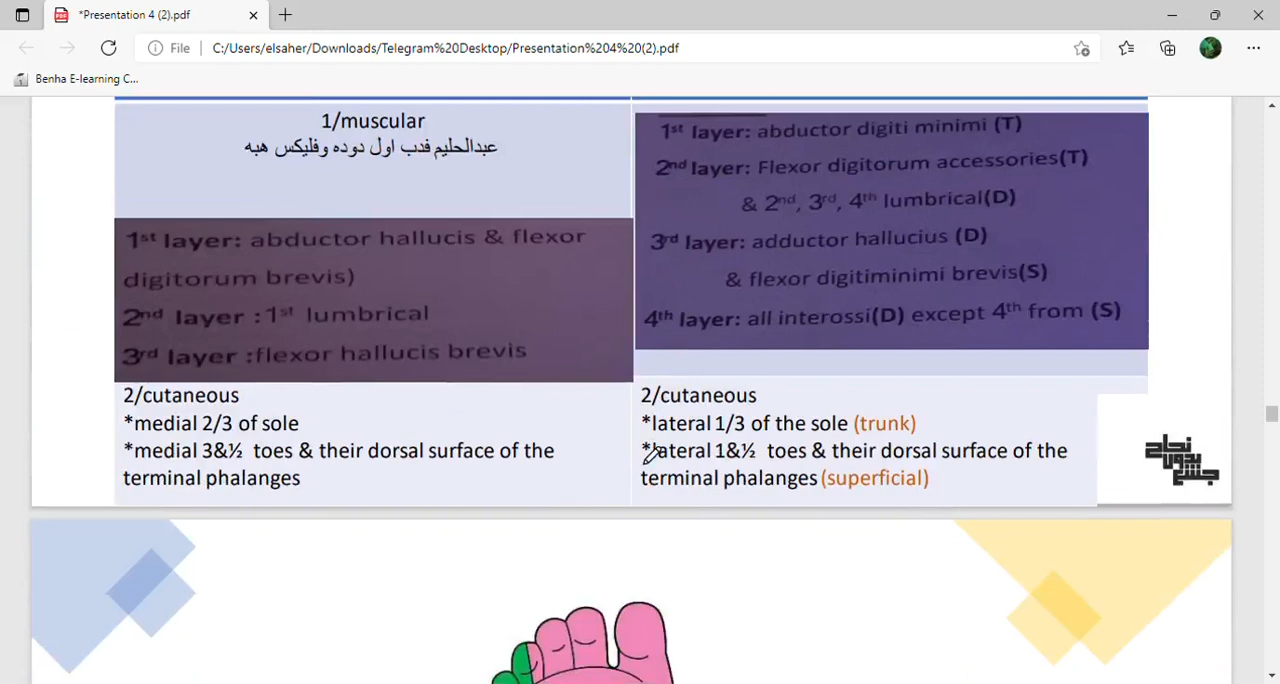 *Presentation 4 (2).pdf
File
C:/Users/elsaher/Downloads/Telegram%20Desktop/Presentation%204%20(2).pdf
Benha E-learning C...
1/muscular
عبدالحليم فدب اول دوده وفليكس هبه
1st layer: abductor hallucis & flexor
digitorum brevis)
2nd layer :1st lumbrical
3rd layer :flexor hallucis brevis
2/cutaneous
*medial 2/3 of sole
*medial 3&½ toes & their dorsal surface of the
terminal phalanges
1st layer: abductor digiti minimi (T)
2nd layer: Flexor digitorum accessories(T)
& 2nd, 3rd, 4th lumbrical(D)
3rd layer: adductor hallucius (D)
& flexor digitiminimi brevis(S)
4th layer: all interossi(D) except 4th from (S)
2/cutaneous
*lateral 1/3 of the sole (trunk)
*lateral 1&½ toes & their dorsal surface of the
terminal phalanges (superficial)
نجاح
بدون
جشع